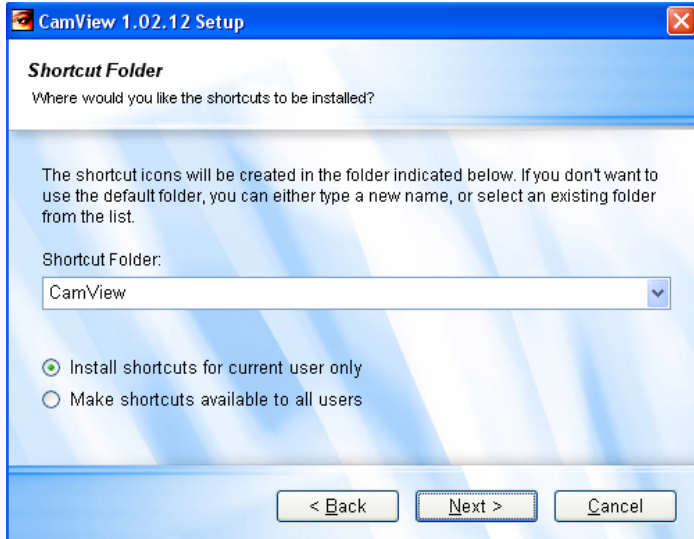 CamView 1.02.12 Setup
Shortcut Folder
Where would you like the shortcuts to be installed?
The shortcut icons will be created in the folder indicated below. If you don't want to
use the default folder, you can either type a new name, or select an existing folder
from the list.
Shortcut Folder:
CamView
Install shortcuts for current user only
Make shortcuts available to all users
< Back
Next >
Cancel